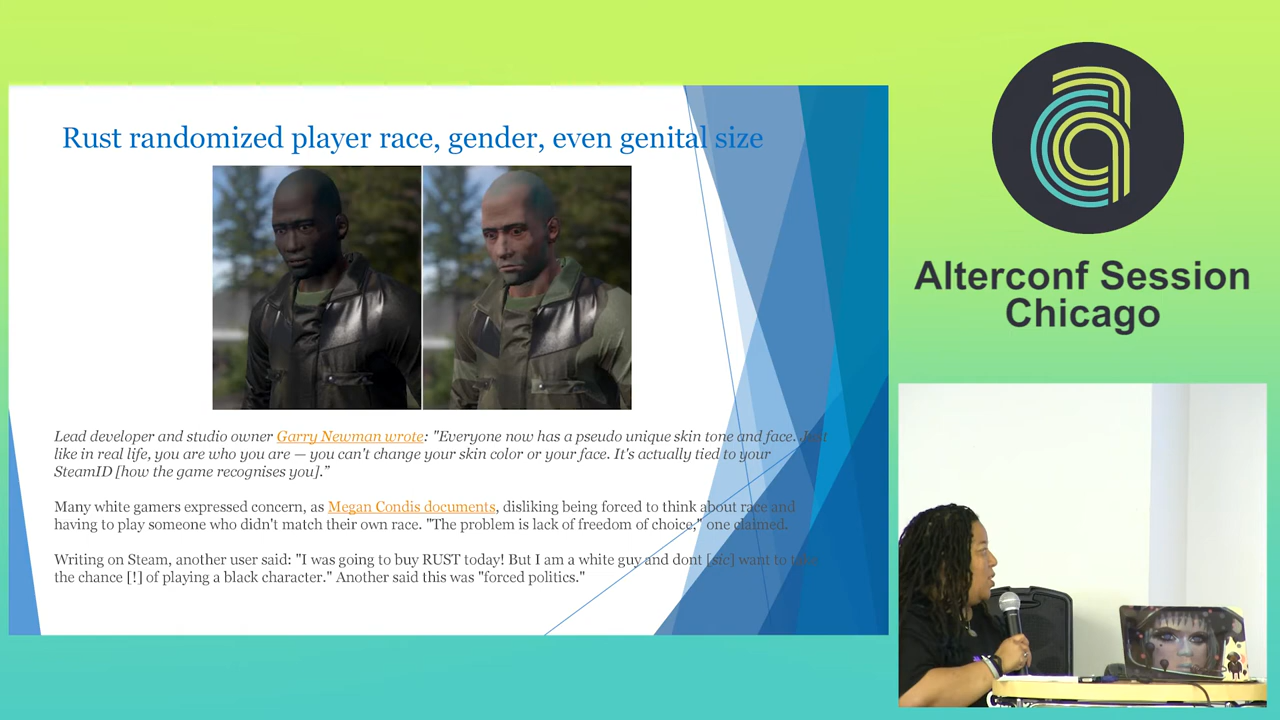 Rust randomized player race, gender, even genital size
Lead developer and studio owner Garry Newman wrote: "Everyone now has a pseudo unique skin tone and face. Just
like in real life, you are who you are — you can't change your skin color or your face. It's actually tied to your
SteamID [how the game recognises you]."
Many white gamers expressed concern, as Megan Condis documents, disliking being forced to think about race and
having to play someone who didn't match their own race. "The problem is lack of freedom of choice," one claimed.
Writing on Steam, another user said: "I was going to buy RUST today! But I am a white guy and dont [sic] want to take
the chance [!] of playing a black character." Another said this was "forced politics."
Alterconf Session
Chicago